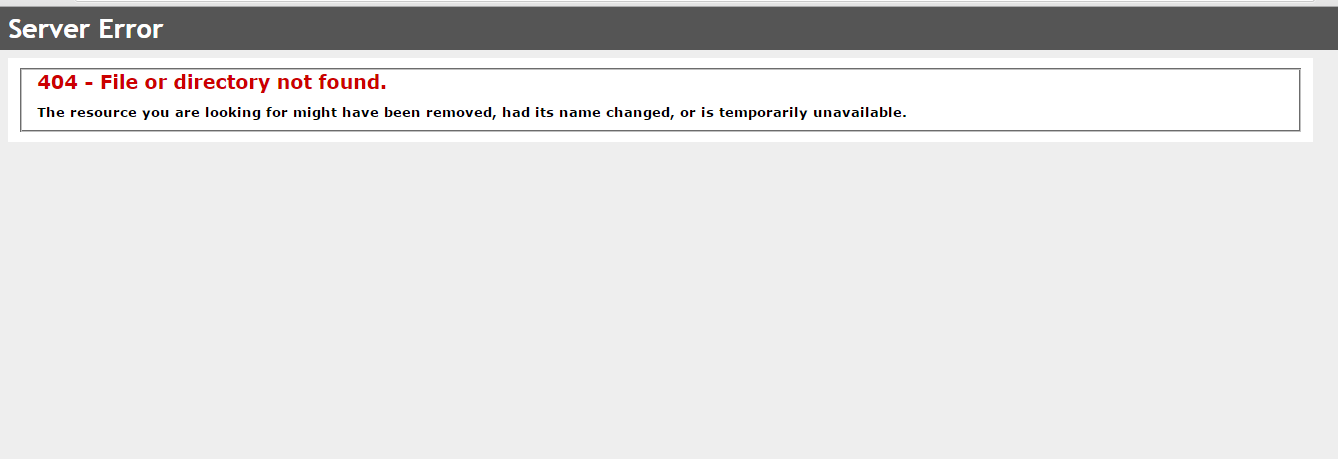 Server Error
404 - File or directory not found.
The resource you are looking for might have been removed, had its name changed, or is temporarily unavailable.